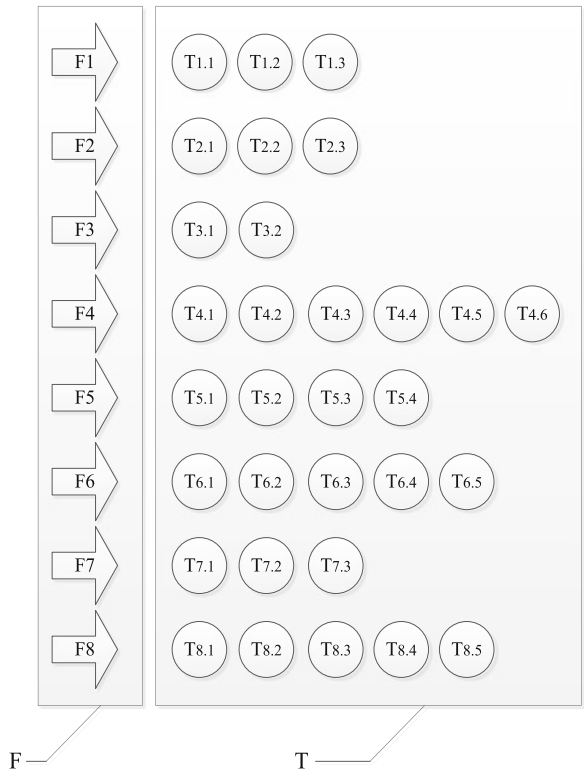 F1 T1.1 T1.2 T1.3
F2 T2.1 T2.2 T2.3
F3 T3.1 T3.2
F4 T4.1 T4.2 T4.3 T4.4 T4.5 T4.6
F5 T5.1 T5.2 T5.3 T5.4
F6 T6.1 T6.2 T6.3 T6.4 T6.5
F7 T7.1 T7.2 T7.3
F8 T8.1 T8.2 T8.3 T8.4 T8.5
F T